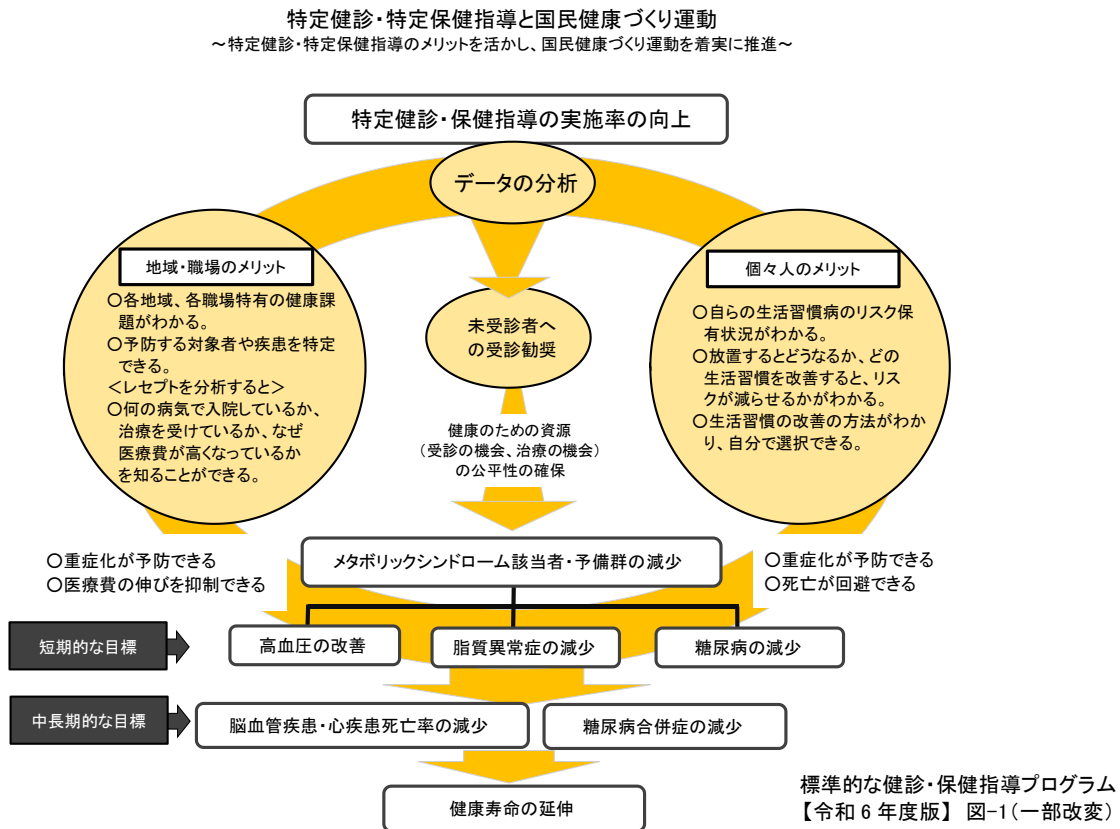 特定健診・特定保健指導と国民健康づくり運動
~特定健診・特定保健指導のメリットを活かし、国民健康づくり運動を着実に推進~
特定健診・保健指導の実施率の向上
データの分析
地域・職場のメリット
○各地域、各職場特有の健康課
題がわかる。
○予防する対象者や疾患を特定
できる。
<レセプトを分析すると>
○何の病気で入院しているか、
治療を受けているか、なぜ
医療費が高くなっているか
を知ることができる。
未受診者へ
の受診勧奨
個々人のメリット
○自らの生活習慣病のリスク保
有状況がわかる。
○放置するとどうなるか、どの
生活習慣を改善すると、リス
クが減らせるかがわかる。
○生活習慣の改善の方法がわか
り、自分で選択できる。
健康のための資源
(受診の機会、治療の機会)
の公平性の確保
○重症化が予防できる
○医療費の伸びを抑制できる
メタボリックシンドローム該当者・予備群の減少
○重症化が予防できる
○死亡が回避できる
短期的な目標
高血圧の改善
脂質異常症の減少
糖尿病の減少
中長期的な目標
脳血管疾患・心疾患死亡率の減少
糖尿病合併症の減少
健康寿命の延伸
標準的な健診・保健指導プログラム
【令和6年度版】 図-1(一部改変)